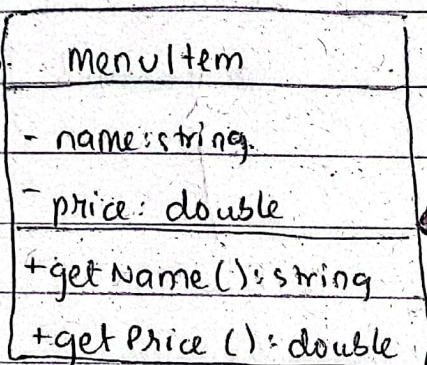 MenuItem
- name: string
- price: double
+ getName(): string
+ getPrice(): double